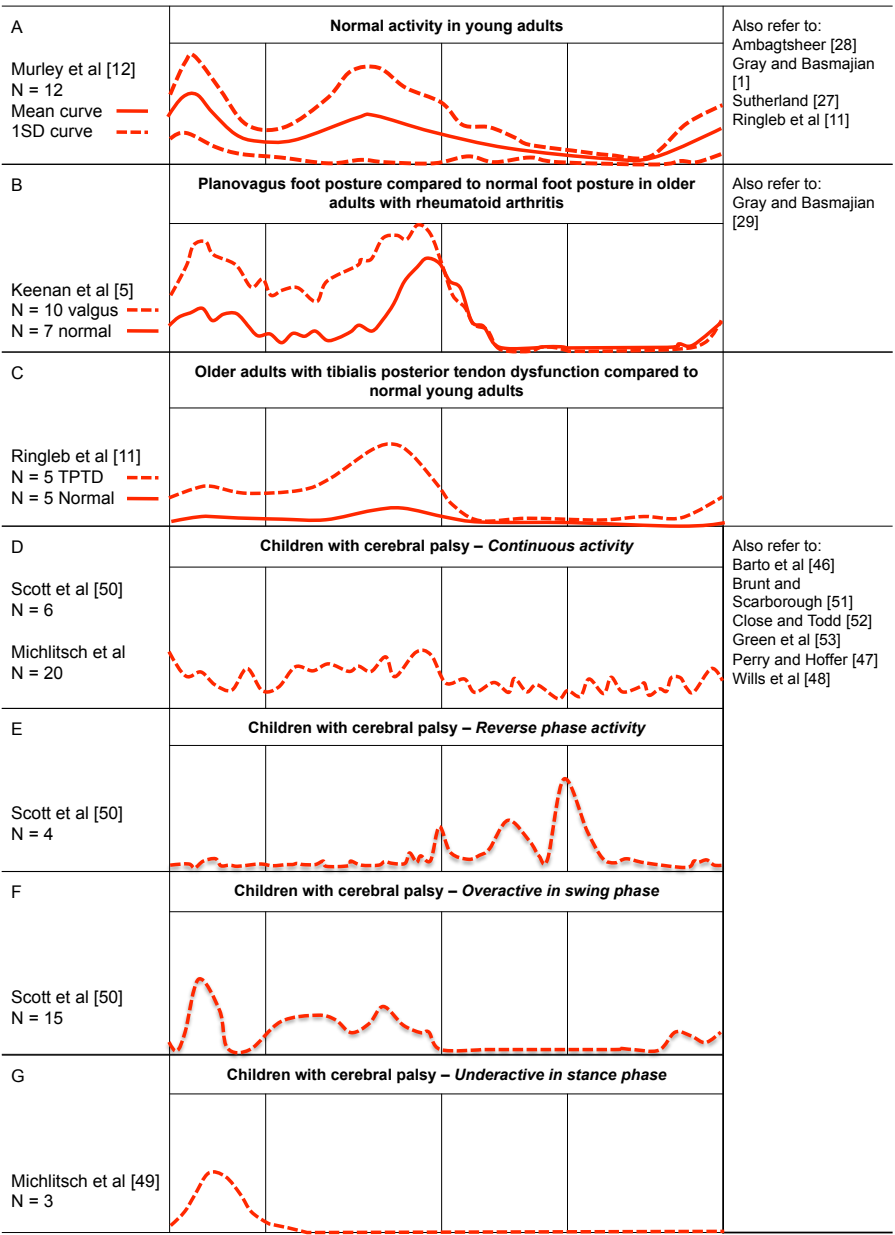 A
Normal activity in young adults
Murley et al [12]
N = 12
Mean curve
1SD curve
Also refer to:
Ambagtsheer [28]
Gray and Basmajian
[1]
Sutherland [27]
Ringleb et al [11]
B
Planovagus foot posture compared to normal foot posture in older
adults with rheumatoid arthritis
Keenan et al [5]
N = 10 valgus
N = 7 normal
Also refer to:
Gray and Basmajian
[29]
C
Older adults with tibialis posterior tendon dysfunction compared to
normal young adults
Ringleb et al [11]
N = 5 TPTD
N = 5 Normal
D
Children with cerebral palsy – Continuous activity
Scott et al [50]
N = 6
Michlitsch et al
N = 20
Also refer to:
Barto et al [46]
Brunt and
Scarborough [51]
Close and Todd [52]
Green et al [53]
Perry and Hoffer [47]
Wills et al [48]
E
Children with cerebral palsy – Reverse phase activity
Scott et al [50]
N = 4
F
Children with cerebral palsy – Overactive in swing phase
Scott et al [50]
N = 15
G
Children with cerebral palsy – Underactive in stance phase
Michlitsch et al [49]
N = 3